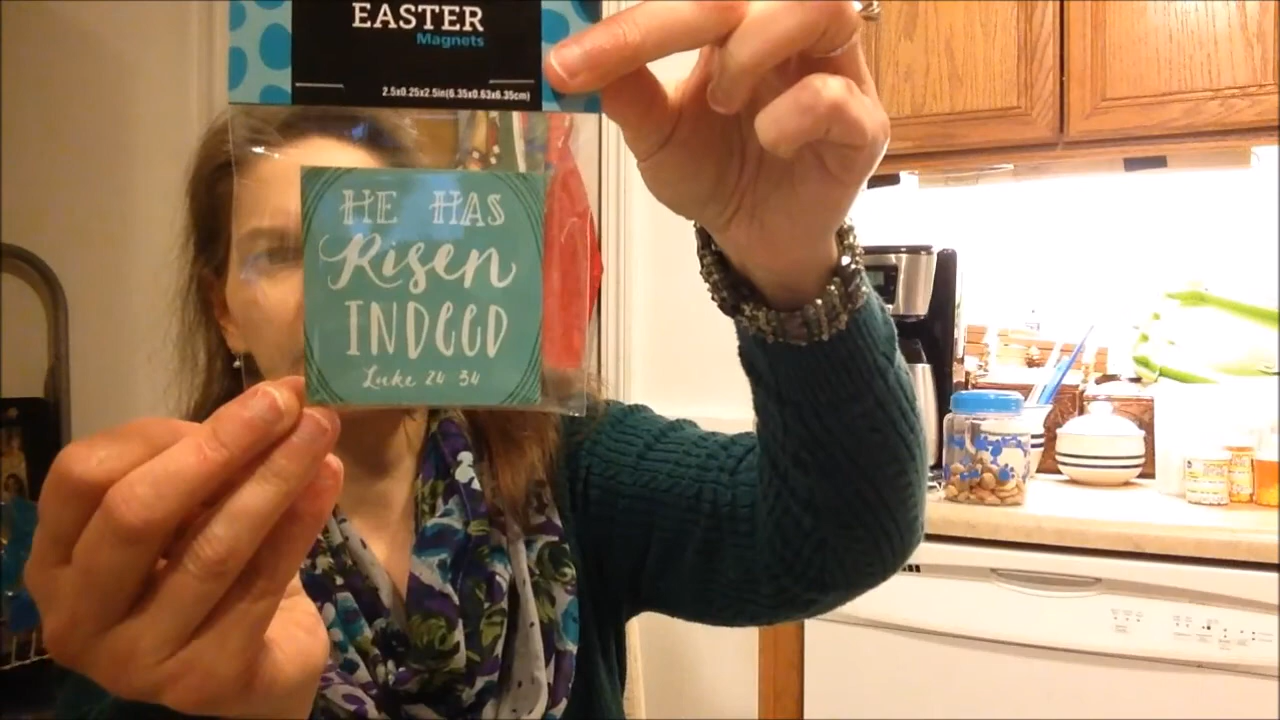 EASTER
Magnets
2.5x0.25x2.5in(6.35x0.63x6.35cm)
HE HAS
Risen
INDEED
Luke 24 34